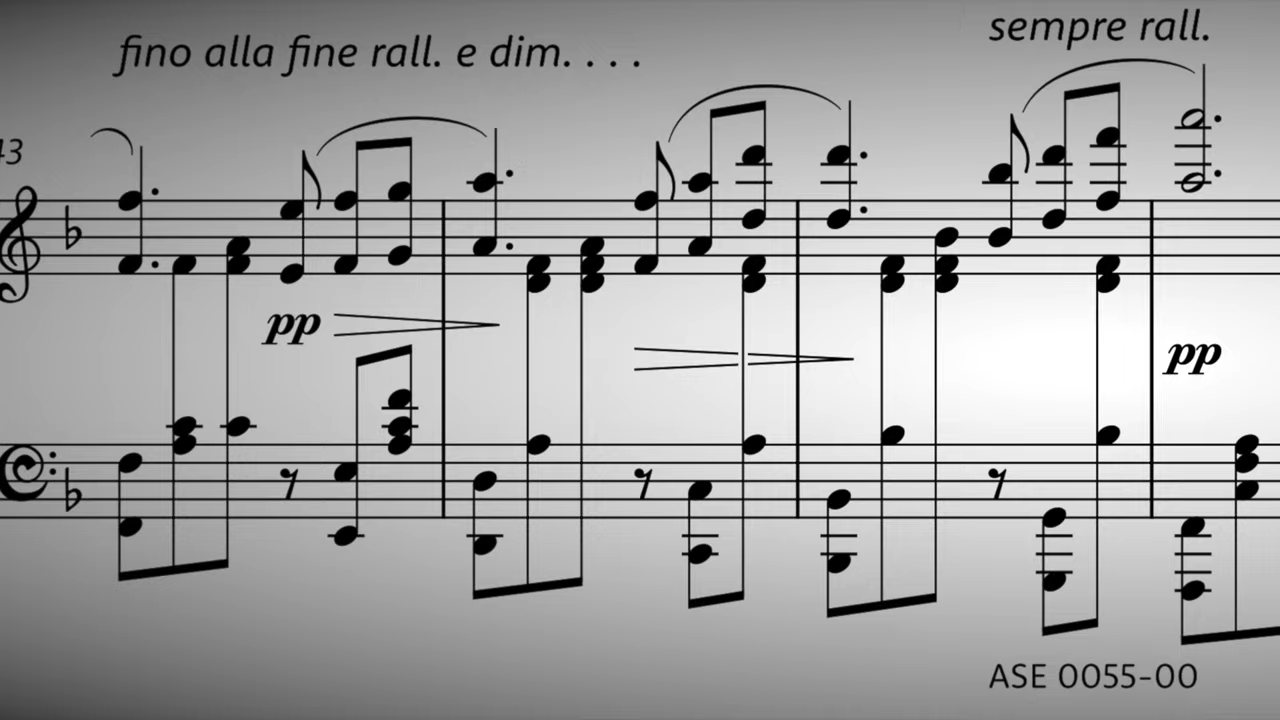 fino alla fine rall. e dim. . . .
sempre rall.
43
pp
pp
ASE 0055-00